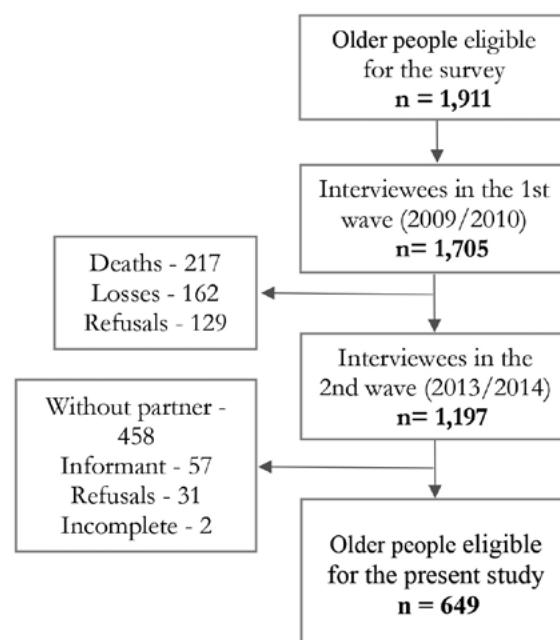 Older people eligible
for the survey
n = 1,911
Interviewees in the 1st
wave (2009/2010)
n= 1,705
Deaths - 217
Losses - 162
Refusals - 129
Interviewees in the
2nd wave (2013/2014)
n= 1,197
Without partner -
458
Informant - 57
Refusals - 31
Incomplete - 2
Older people eligible
for the present study
n = 649